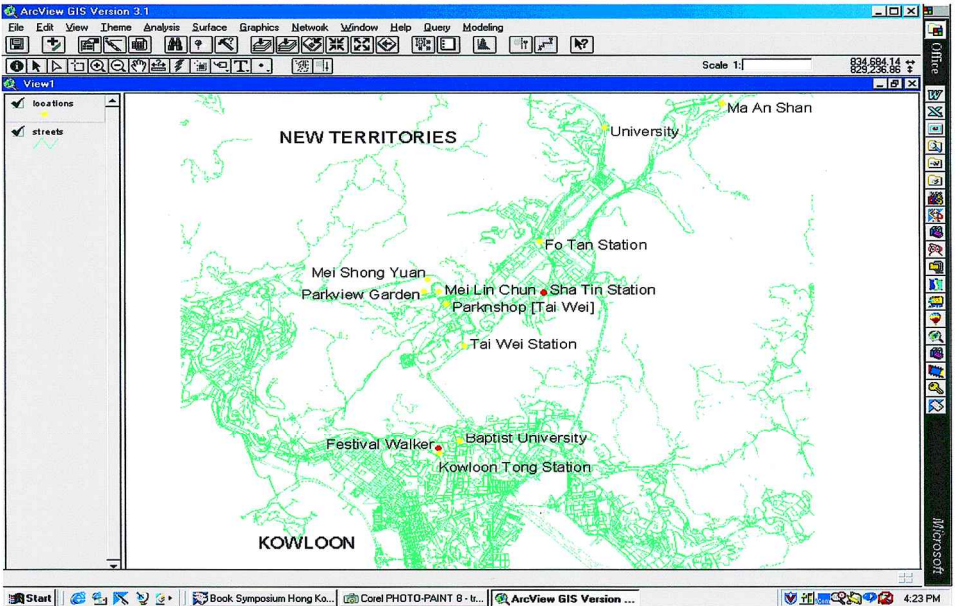 ArcView GIS Version 3.1
File Edit View Theme Analysis Surface Graphics Network Window Help Query Modeling
Office
Scale 1:
834,684.14
829,236.86
View1
locations
streets
NEW TERRITORIES
Ma An Shan
University
Fo Tan Station
Mei Shong Yuan
Parkview Garden
Mei Lin Chun
Sha Tin Station
Parknshop [Tai Wei]
Tai Wei Station
Festival Walker
Baptist University
Kowloon Tong Station
KOWLOON
Microsoft
Start
Book Symposium Hong Ko...
Corel PHOTO-PAINT 8 - tr...
ArcView GIS Version ...
4:23 PM